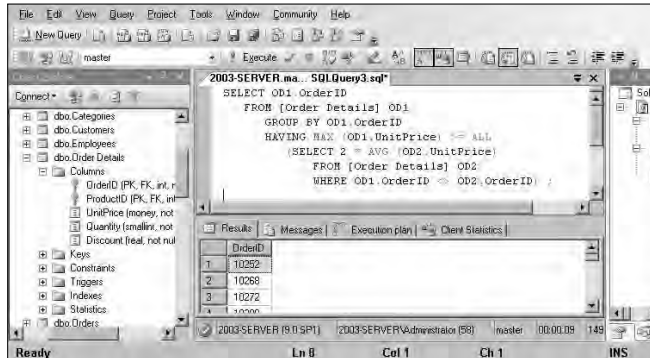 File Edit View Query Project Tools Window Community Help
New Query
master Execute
2003-SERVER.ma... SQLQuery3.sql*
Connect
dbo.Categories
dbo.Customers
dbo.Employees
dbo.Order Details
Columns
OrderID (PK, FK, int, n
ProductID (PK, FK, int
UnitPrice (money, not
Quantity (smallint, not
Discount (real, not nul
Keys
Constraints
Triggers
Indexes
Statistics
dbo.Orders
SELECT OD1.OrderID
FROM [Order Details] OD1
GROUP BY OD1.OrderID
HAVING MAX (OD1.UnitPrice) >= ALL
(SELECT 2 * AVG (OD2.UnitPrice)
FROM [Order Details] OD2
WHERE OD1.OrderID <> OD2.OrderID) ;
Results Messages Execution plan Client Statistics
OrderID
1 10252
2 10268
3 10272
2003-SERVER (9.0 SP1) 2003-SERVER\Administrator (58) master 00:00:09 149
Ready Ln 8 Col 1 Ch 1 INS